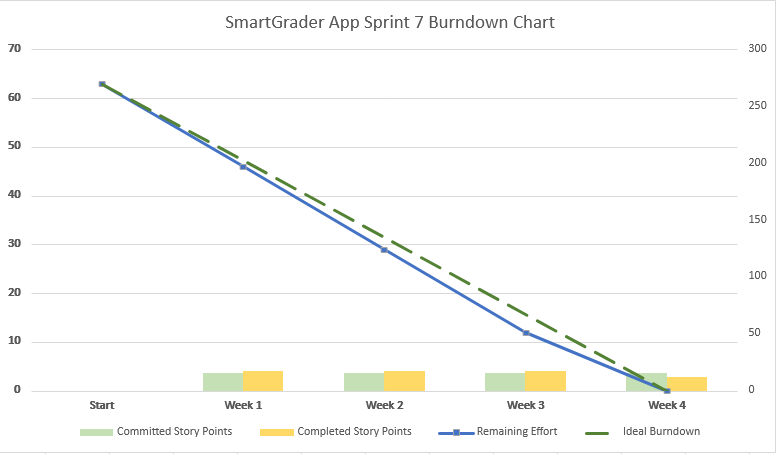 SmartGrader App Sprint 7 Burndown Chart
70
60
50
40
30
20
10
0
300
250
200
150
100
50
0
Start
Week 1
Week 2
Week 3
Week 4
Committed Story Points
Completed Story Points
Remaining Effort
Ideal Burndown